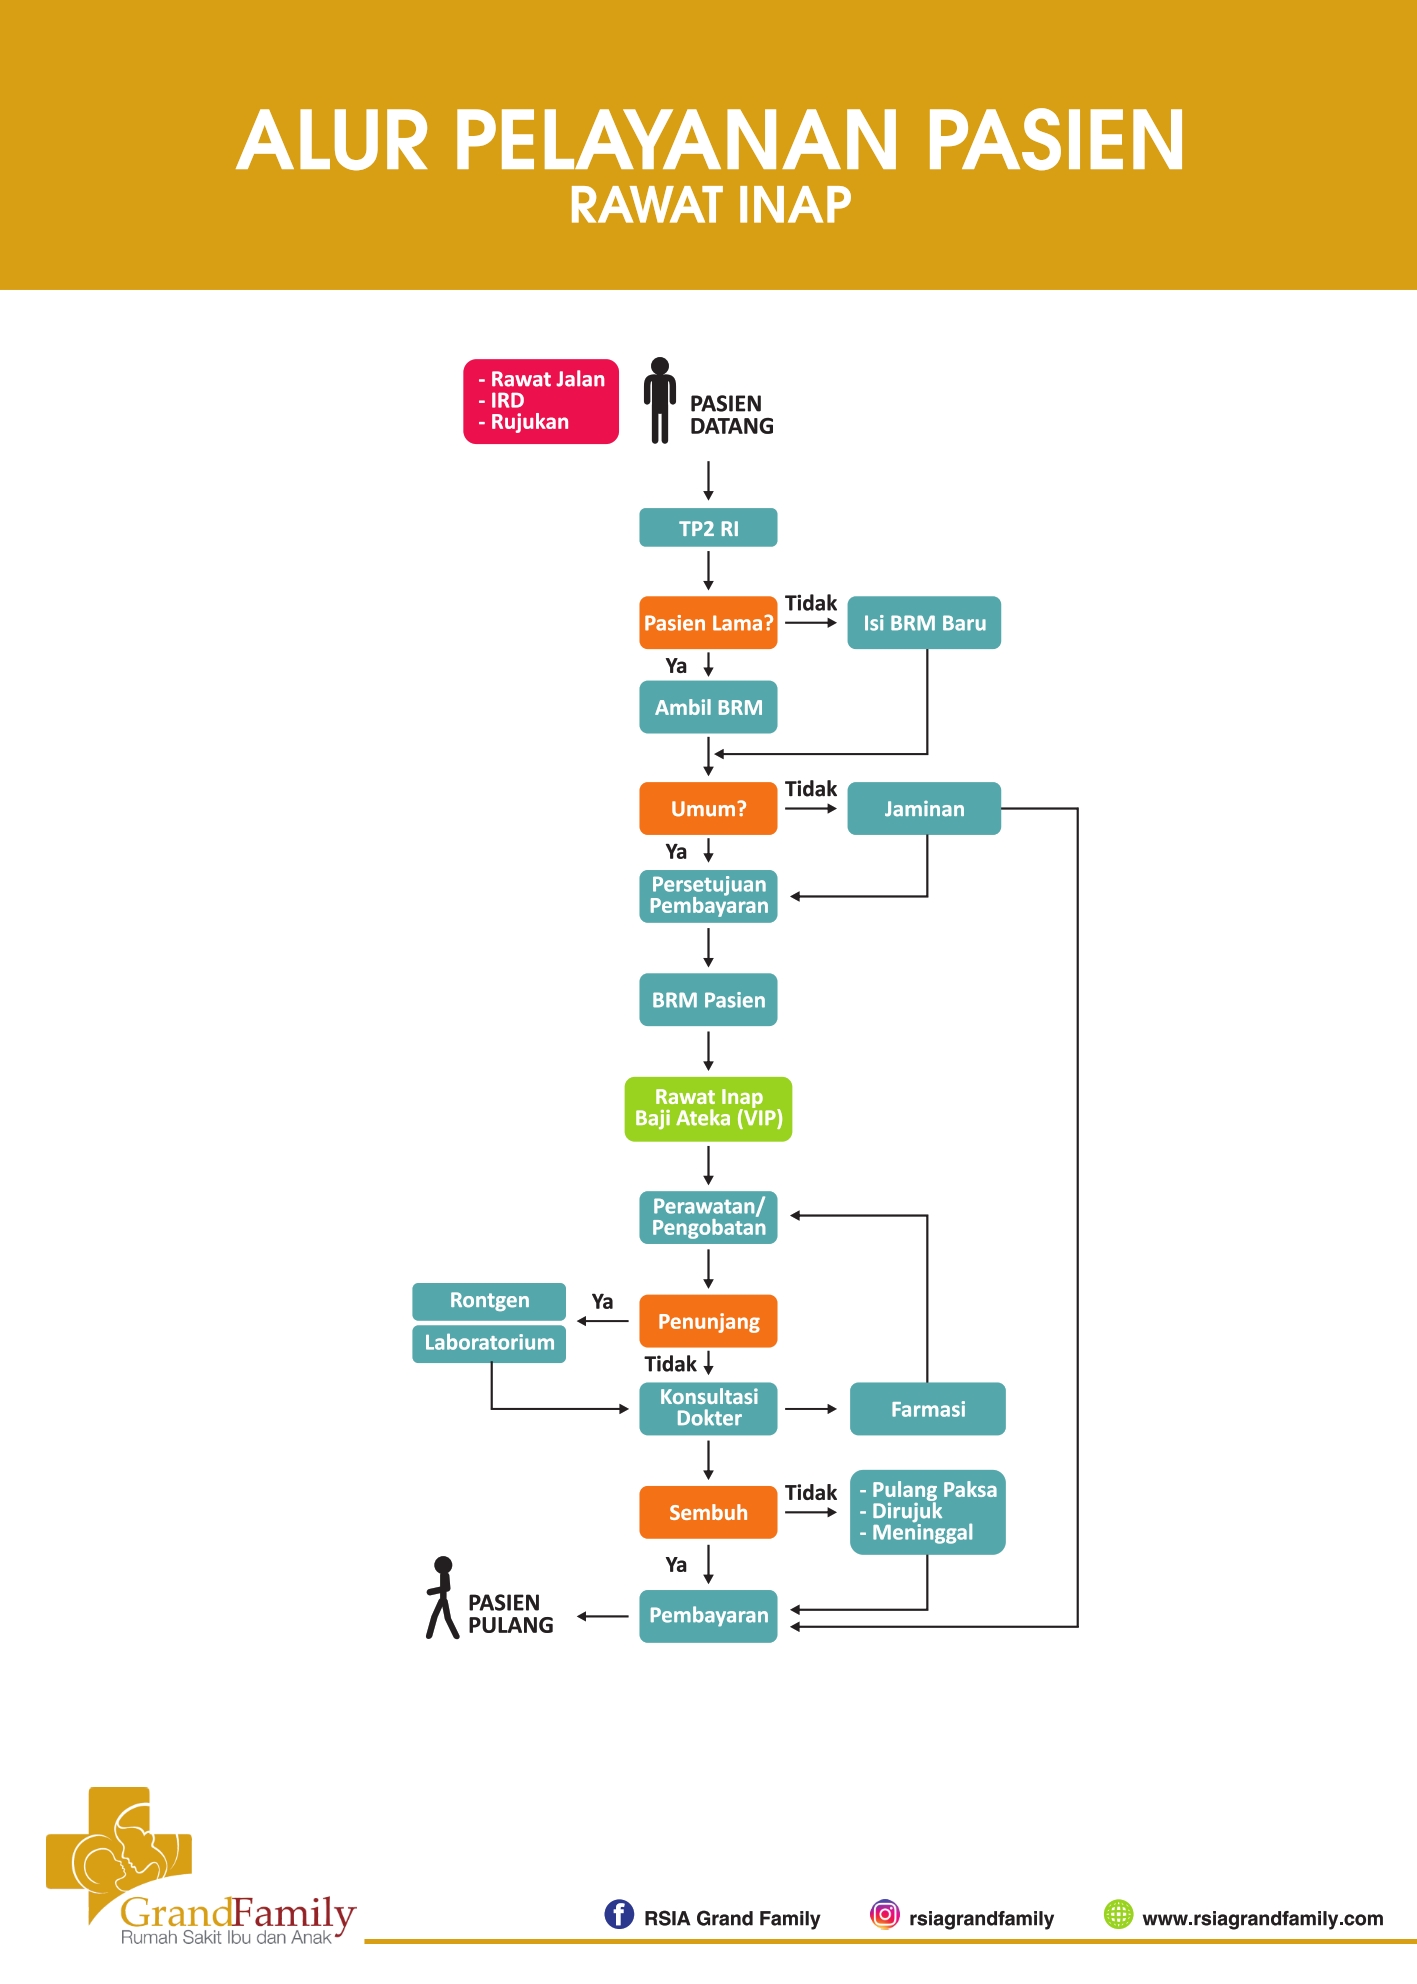 ALUR PELAYANAN PASIEN
RAWAT INAP
- Rawat Jalan
- IRD
- Rujukan
PASIEN
DATANG
TP2 RI
Pasien Lama?
Tidak
Isi BRM Baru
Ya
Ambil BRM
Umum?
Tidak
Jaminan
Ya
Persetujuan
Pembayaran
BRM Pasien
Rawat Inap
Baji Ateka (VIP)
Perawatan/
Pengobatan
Rontgen
Laboratorium
Ya
Penunjang
Tidak
Konsultasi
Dokter
Farmasi
Sembuh
Tidak
- Pulang Paksa
- Dirujuk
- Meninggal
Ya
PASIEN
PULANG
Pembayaran
GrandFamily
Rumah Sakit Ibu dan Anak
RSIA Grand Family
rsiagrandfamily
www.rsiagrandfamily.com